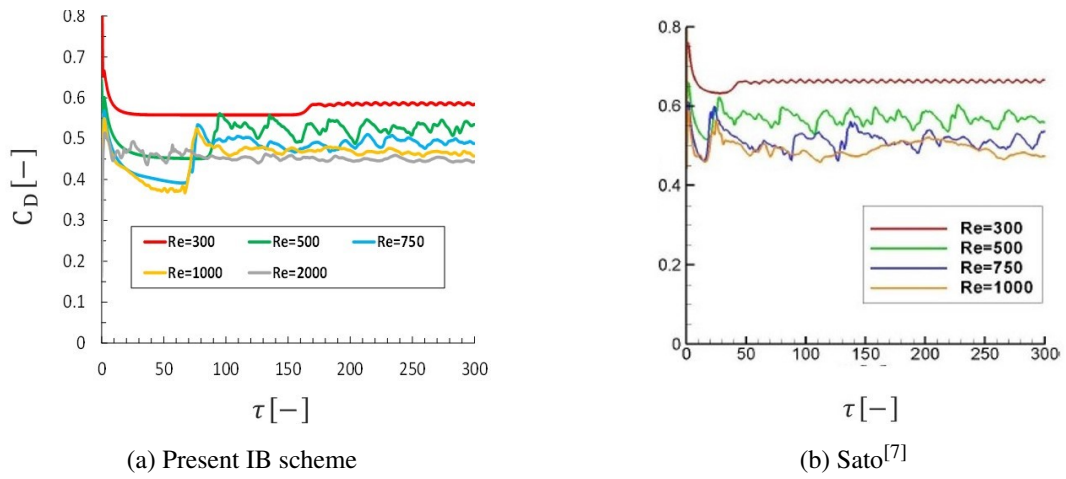 0.8
0.7
0.6
0.5
0.4
0.3
0.2
0.1
0
C_D [−]
Re=300 Re=500 Re=750
Re=1000 Re=2000
0 50 100 150 200 250 300
τ [−]
(a) Present IB scheme
0.8
0.6
0.4
0.2
0
Re=300
Re=500
Re=750
Re=1000
0 50 100 150 200 250 300
τ [−]
(b) Sato[7]